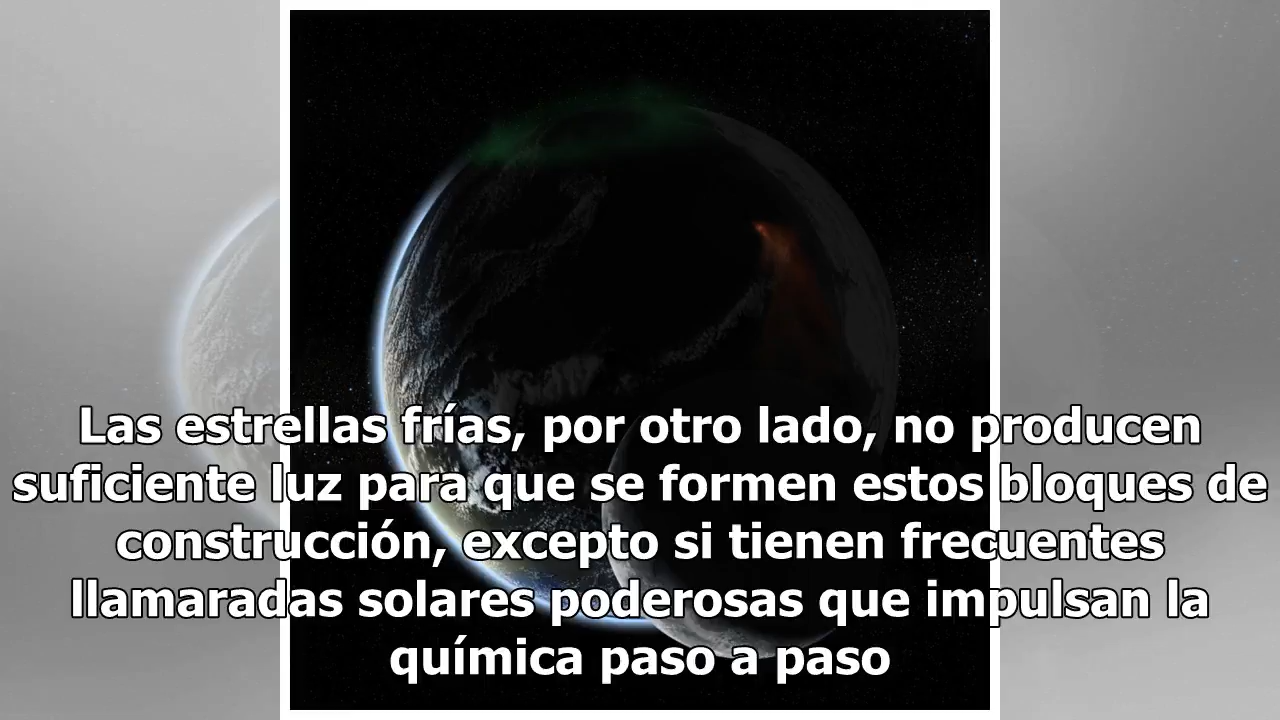 Las estrellas frías, por otro lado, no producen
suficiente luz para que se formen estos bloques de
construcción, excepto si tienen frecuentes
llamaradas solares poderosas que impulsan la
química paso a paso